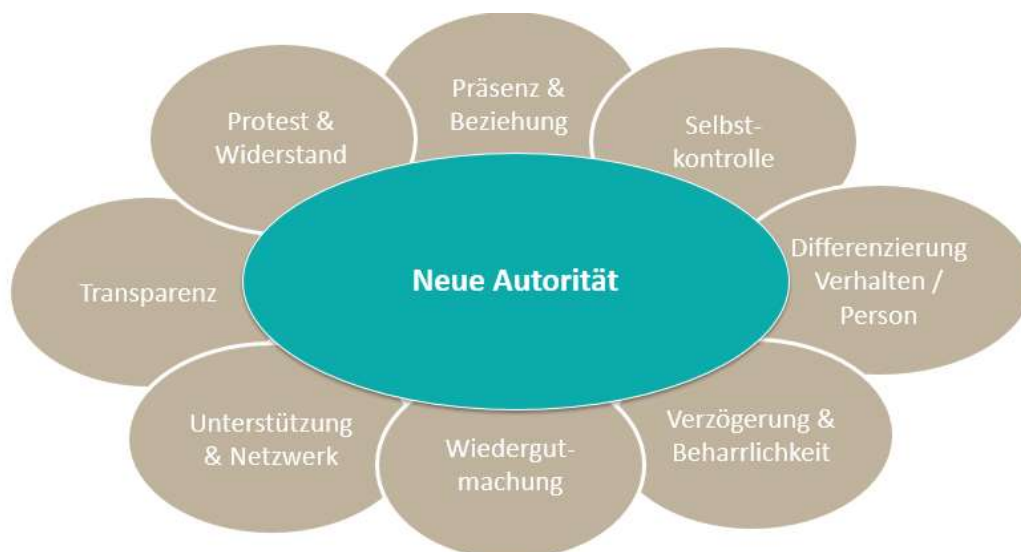 Präsenz &
Beziehung
Protest &
Widerstand
Selbst-
kontrolle
Transparenz
Neue Autorität
Differenzierung
Verhalten /
Person
Unterstützung
& Netzwerk
Wiedergut-
machung
Verzögerung &
Beharrlichkeit